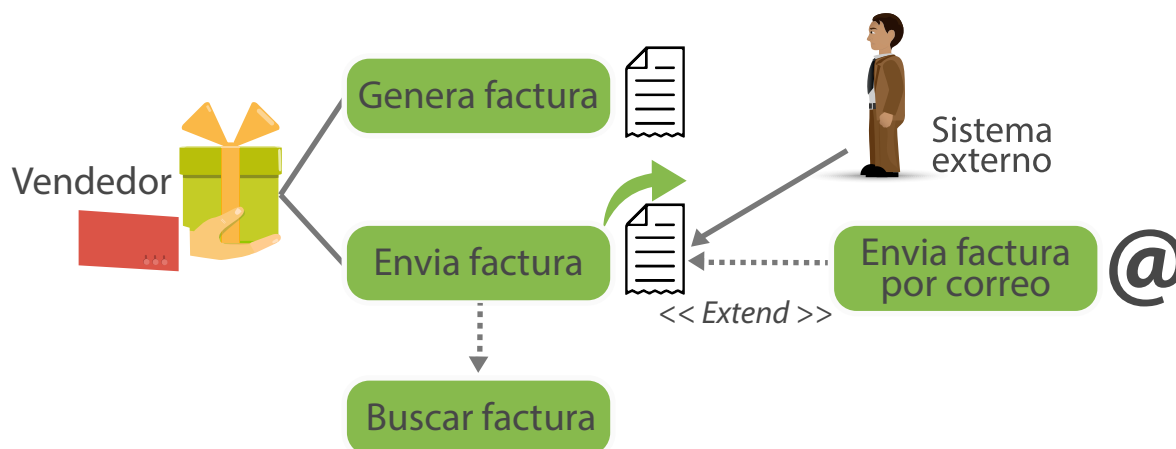 Genera factura
Vendedor
Sistema
externo
Envia factura
Envia factura
por correo
@
<< Extend >>
Buscar factura